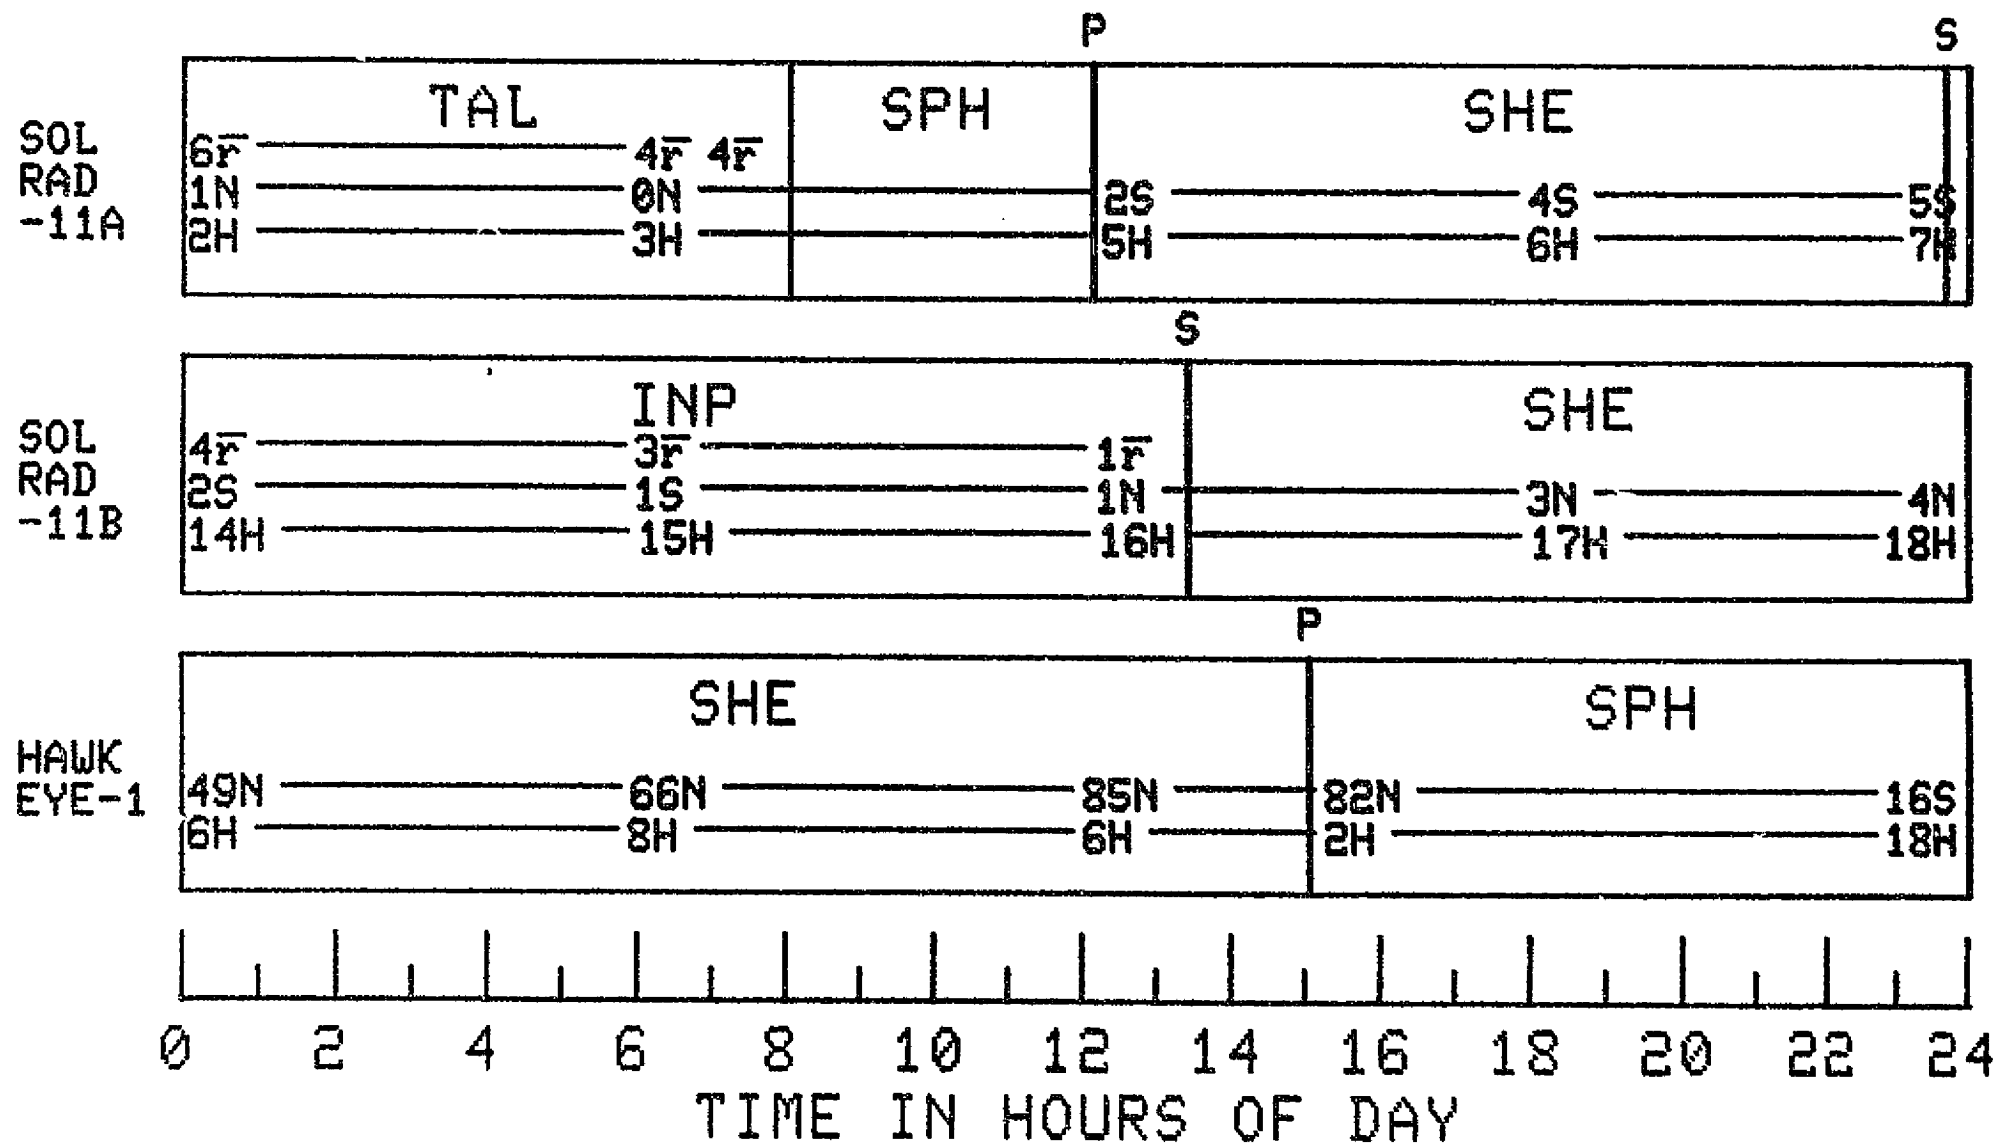 P S
TAL SPH SHE
SOL
RAD
-11A
6r̅ 4r̅ 4r̅
1N 0N 2S 4S 5S
2H 3H 5H 6H 7H
S
INP SHE
SOL
RAD
-11B
4r̅ 3r̅ 1r̅
2S 1S 1N 3N 4N
14H 15H 16H 17H 18H
P
SHE SPH
HAWK
EYE-1
49N 66N 85N 82N 16S
6H 8H 6H 2H 18H
0 2 4 6 8 10 12 14 16 18 20 22 24
TIME IN HOURS OF DAY